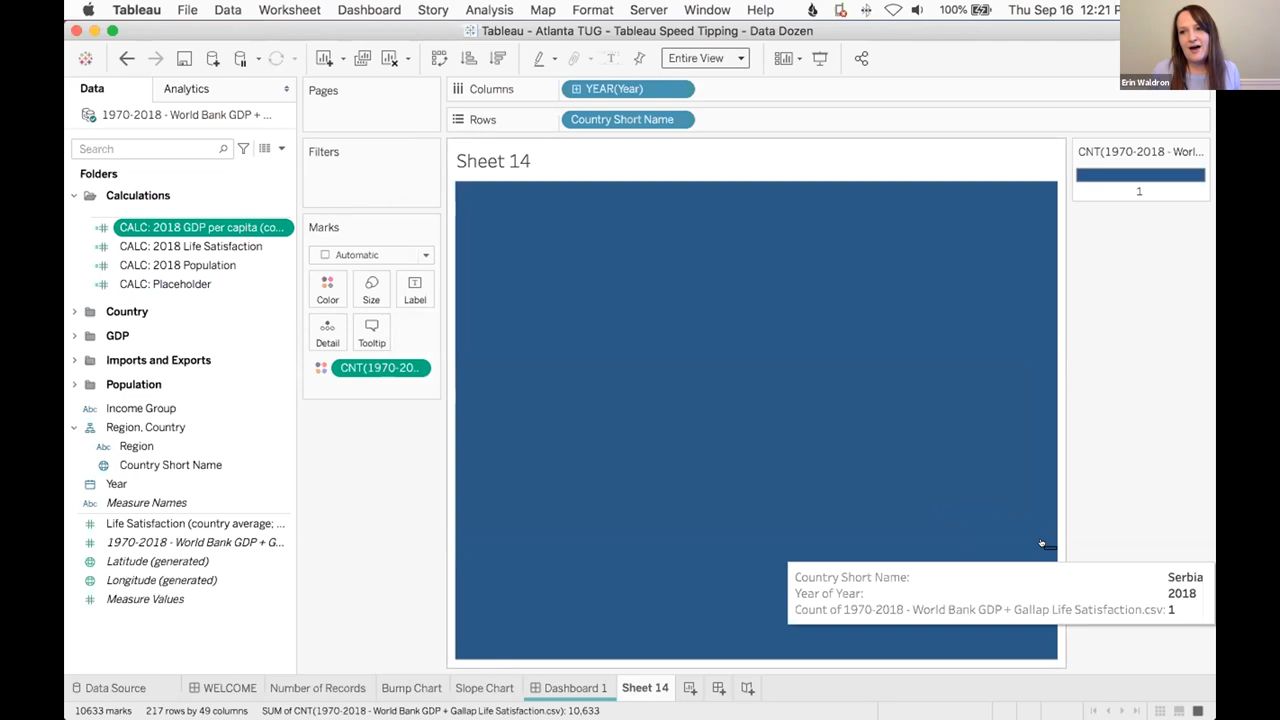 Tableau File Data Worksheet Dashboard Story Analysis Map Format Server Window Help 100% Thu Sep 16 12:21 P
Tableau - Atlanta TUG - Tableau Speed Tipping - Data Dozen
Erin Waldron
Entire View
Data Analytics
Pages
Columns YEAR(Year)
1970-2018 - World Bank GDP + ...
Rows Country Short Name
Search
Filters
Sheet 14
CNT(1970-2018 - Worl...
1
Folders
Calculations
CALC: 2018 GDP per capita (co...
CALC: 2018 Life Satisfaction
CALC: 2018 Population
CALC: Placeholder
Country
GDP
Imports and Exports
Population
Abc Income Group
Region, Country
Abc Region
Country Short Name
Year
Abc Measure Names
Life Satisfaction (country average; ...
1970-2018 - World Bank GDP + G...
Latitude (generated)
Longitude (generated)
Measure Values
Marks
Automatic
Color Size Label
Detail Tooltip
CNT(1970-20..
Country Short Name: Serbia
Year of Year: 2018
Count of 1970-2018 - World Bank GDP + Gallap Life Satisfaction.csv: 1
Data Source WELCOME Number of Records Bump Chart Slope Chart Dashboard 1 Sheet 14
10633 marks 217 rows by 49 columns SUM of CNT(1970-2018 - World Bank GDP + Gallap Life Satisfaction.csv): 10,633